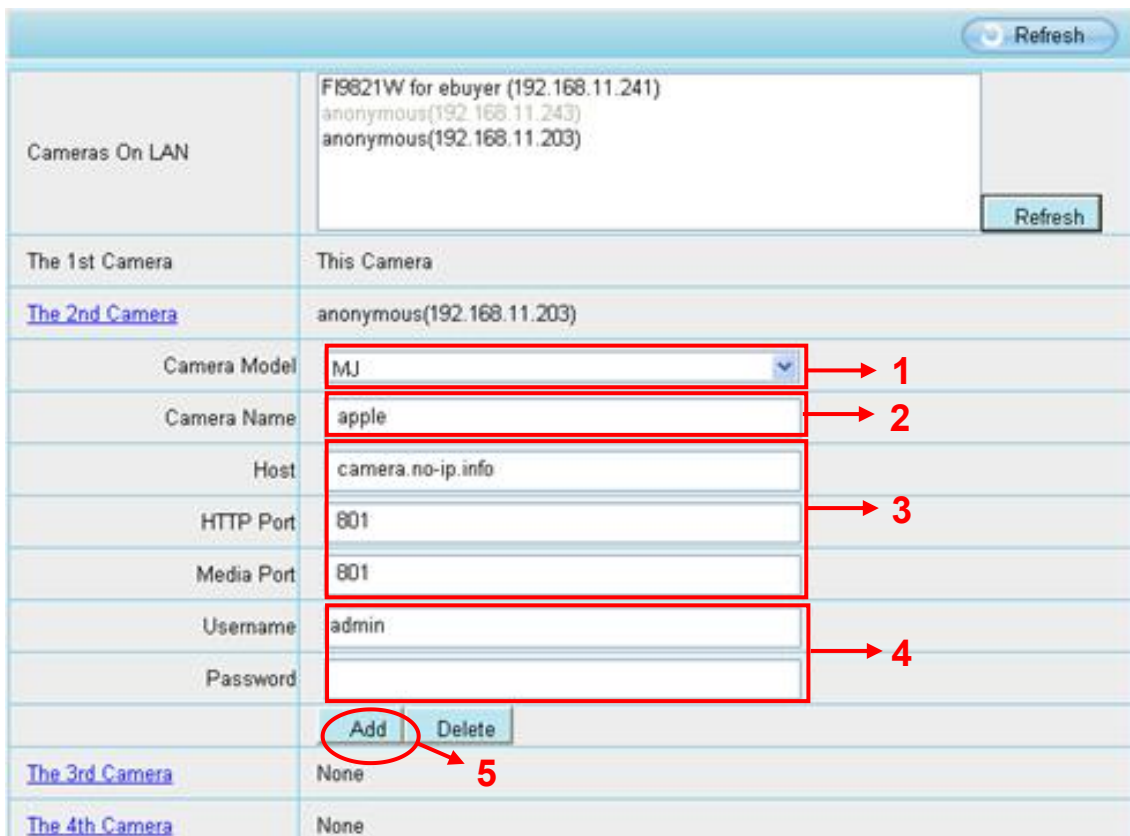 Refresh
Cameras On LAN
FI9821W for ebuyer (192.168.11.241)
anonymous(192.168.11.243)
anonymous(192.168.11.203)
Refresh
The 1st Camera This Camera
The 2nd Camera anonymous(192.168.11.203)
Camera Model MJ 1
Camera Name apple 2
Host camera.no-ip.info
HTTP Port 801 3
Media Port 801
Username admin
4
Password
Add Delete
5
The 3rd Camera None
The 4th Camera None